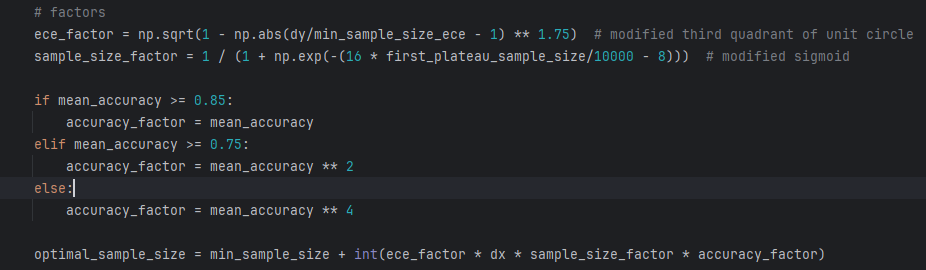 # factors
ece_factor = np.sqrt(1 - np.abs(dy/min_sample_size_ece - 1) ** 1.75)  # modified third quadrant of unit circle
sample_size_factor = 1 / (1 + np.exp(-(16 * first_plateau_sample_size/10000 - 8)))  # modified sigmoid

if mean_accuracy >= 0.85:
    accuracy_factor = mean_accuracy
elif mean_accuracy >= 0.75:
    accuracy_factor = mean_accuracy ** 2
else:
    accuracy_factor = mean_accuracy ** 4

optimal_sample_size = min_sample_size + int(ece_factor * dx * sample_size_factor * accuracy_factor)